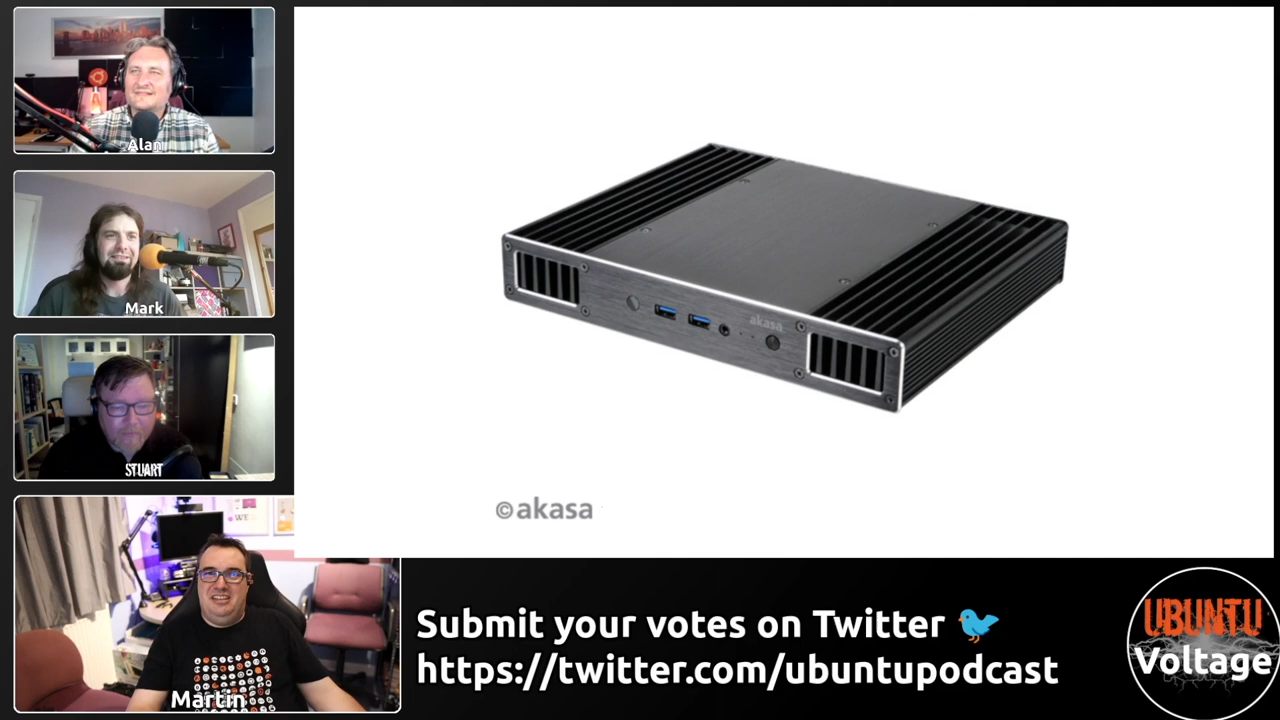 Alan
Mark
STUART
Martin
akasa
©akasa
Submit your votes on Twitter 🐦
https://twitter.com/ubuntupodcast
UBUNTU
Voltage